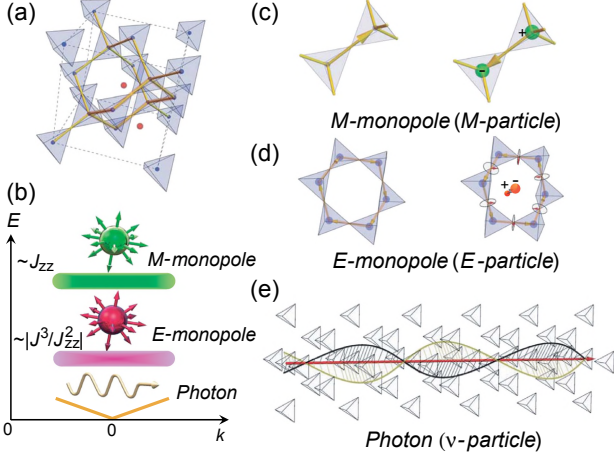 (a)
(b)
E
~J_zz
M-monopole
E-monopole
~|J^3/J_zz^2|
Photon
0
0
k
(c)
+
−
M-monopole (M-particle)
(d)
+ −
E-monopole (E-particle)
(e)
Photon (ν-particle)